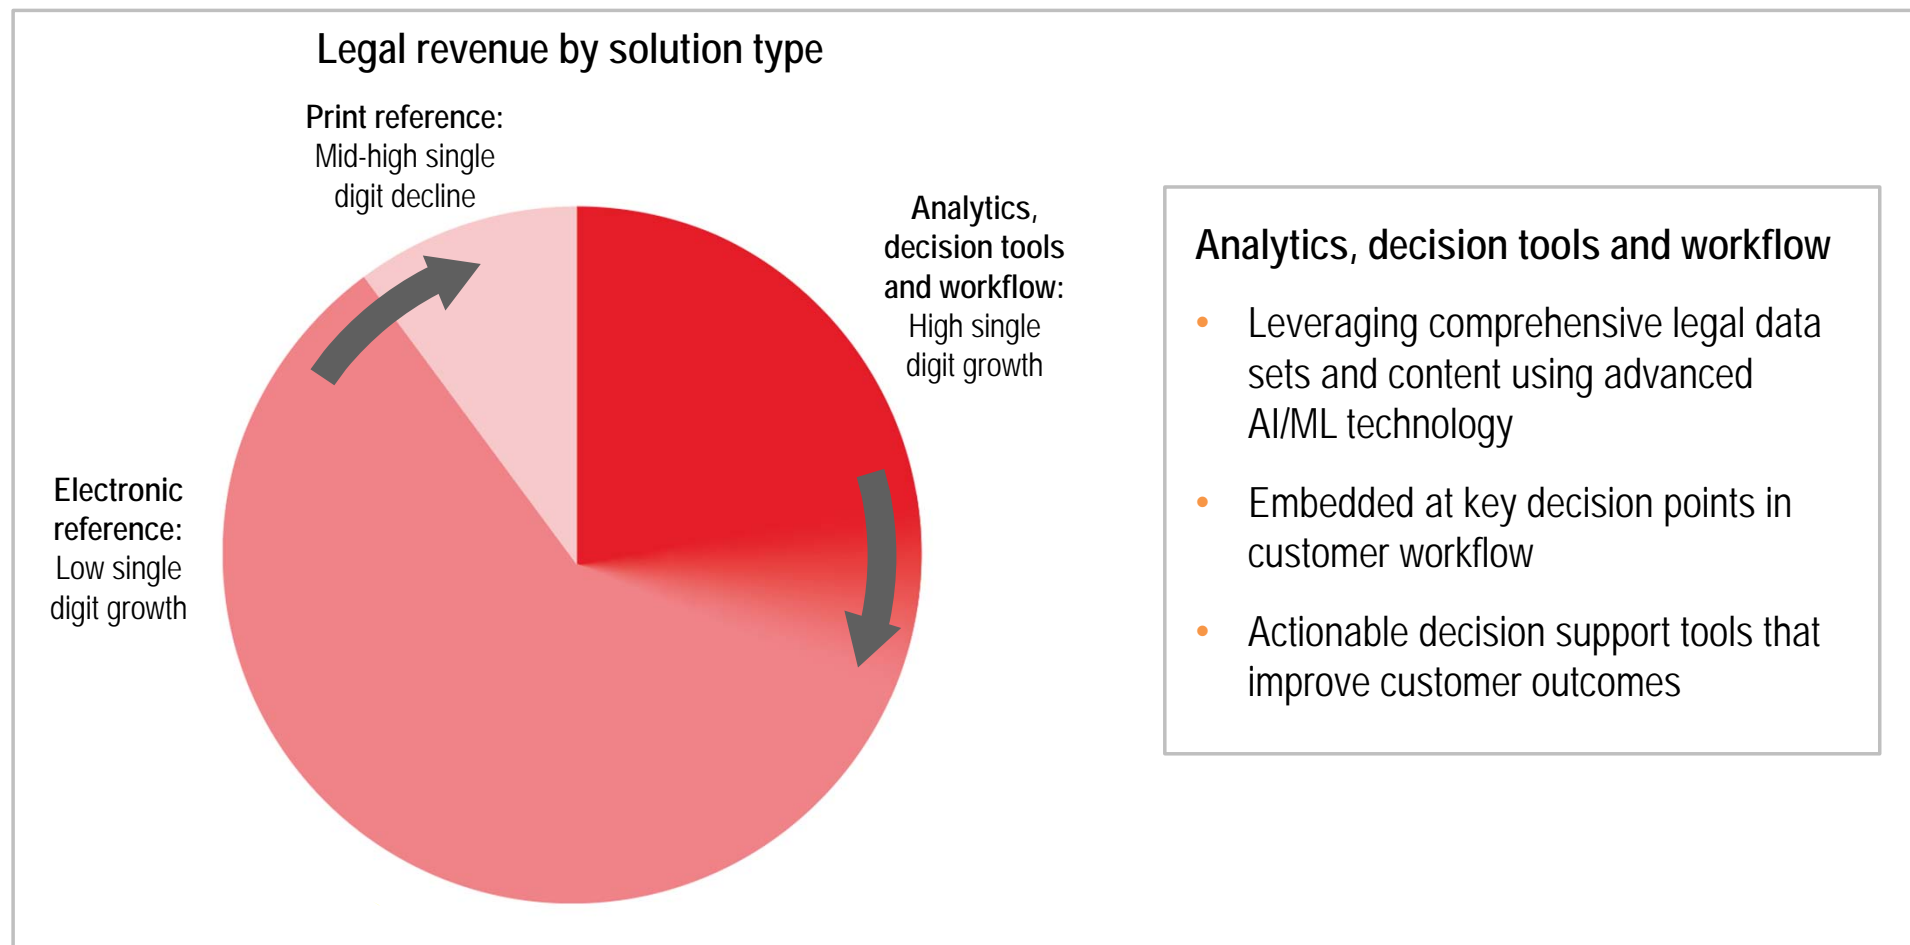 Legal revenue by solution type
Print reference:
Mid-high single
digit decline
Analytics,
decision tools
and workflow:
High single
digit growth
Electronic
reference:
Low single
digit growth
Analytics, decision tools and workflow
• Leveraging comprehensive legal data
sets and content using advanced
AI/ML technology
• Embedded at key decision points in
customer workflow
• Actionable decision support tools that
improve customer outcomes